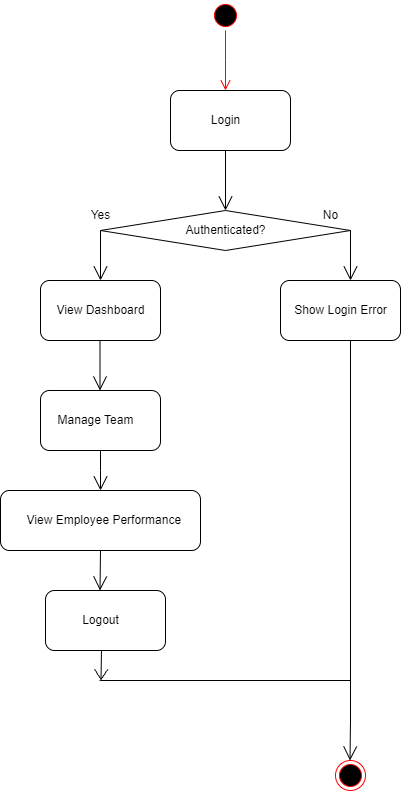 Login
Yes
No
Authenticated?
View Dashboard
Show Login Error
Manage Team
View Employee Performance
Logout